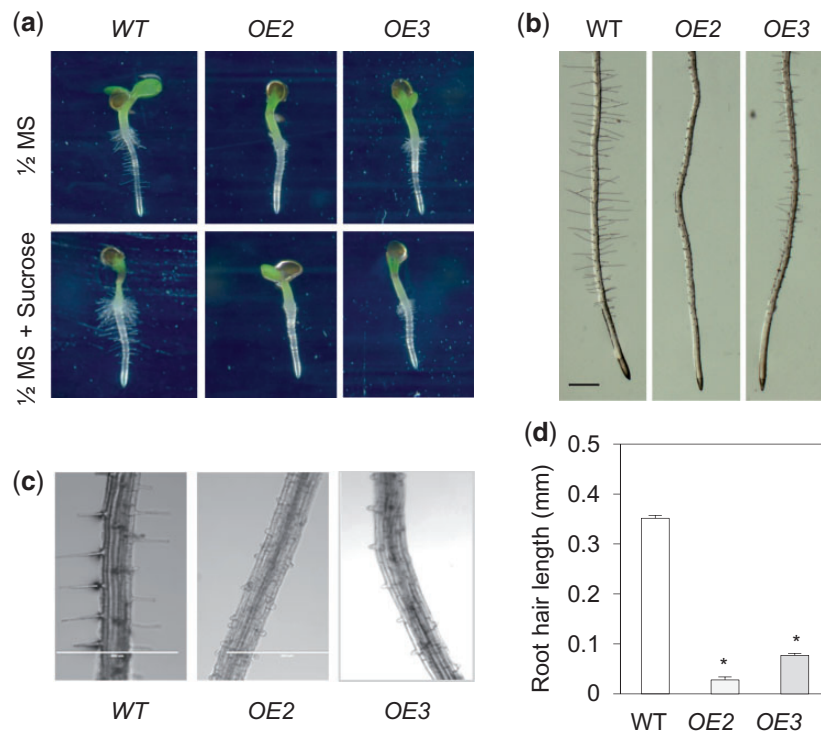 (a)
WT OE2 OE3
½ MS
½ MS + Sucrose
(b)
WT OE2 OE3
(c)
WT OE2 OE3
(d)
Root hair length (mm)
0.5
0.4
0.3
0.2
0.1
0
* *
WT OE2 OE3